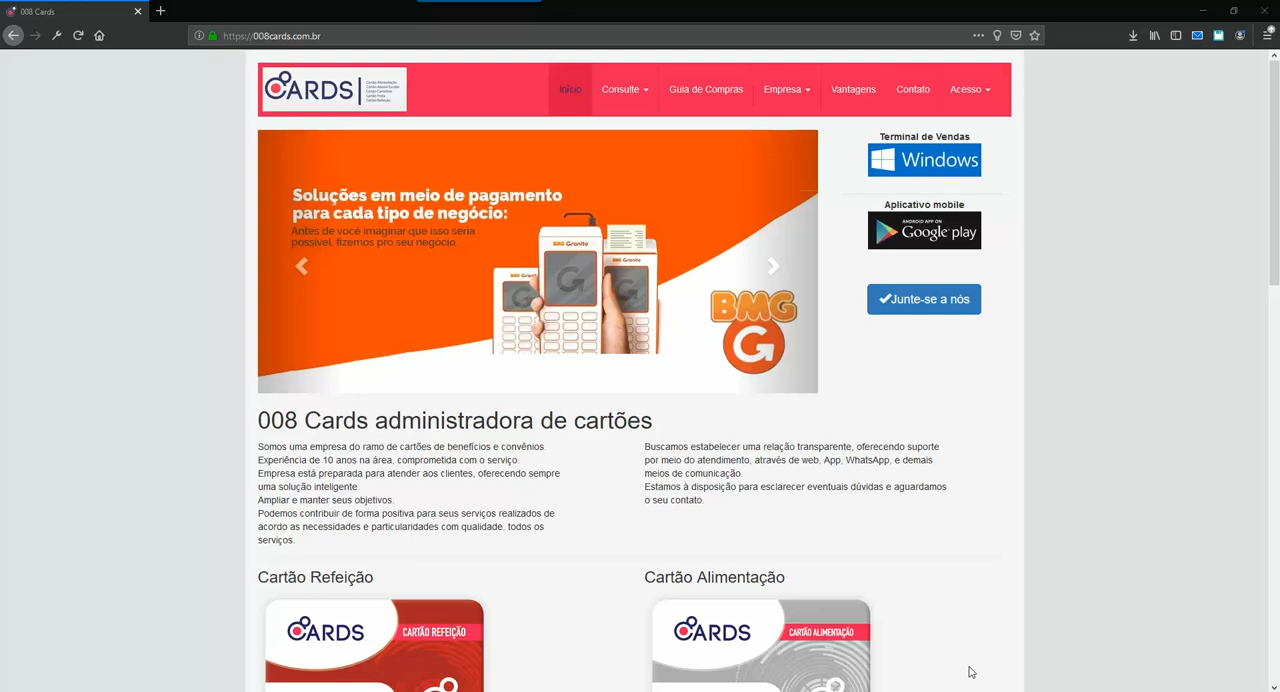 008 Cards
https://008cards.com.br
CARDS
Início
Consulte
Guia de Compras
Empresa
Vantagens
Contato
Acesso
Soluções em meio de pagamento
para cada tipo de negócio:
Antes de você imaginar que isso seria
possível, fizemos pro seu negócio.
BMG Granito
BMG
G
Terminal de Vendas
Windows
Aplicativo mobile
ANDROID APP ON
Google play
Junte-se a nós
008 Cards administradora de cartões
Somos uma empresa do ramo de cartões de benefícios e convênios.
Experiência de 10 anos na área, comprometida com o serviço.
Empresa está preparada para atender aos clientes, oferecendo sempre
uma solução inteligente.
Ampliar e manter seus objetivos.
Podemos contribuir de forma positiva para seus serviços realizados de
acordo as necessidades e particularidades com qualidade, todos os
serviços.
Buscamos estabelecer uma relação transparente, oferecendo suporte
por meio do atendimento, através de web, App, WhatsApp, e demais
meios de comunicação.
Estamos à disposição para esclarecer eventuais dúvidas e aguardamos
o seu contato.
Cartão Refeição
CARDS
CARTÃO REFEIÇÃO
Cartão Alimentação
CARDS
CARTÃO ALIMENTAÇÃO